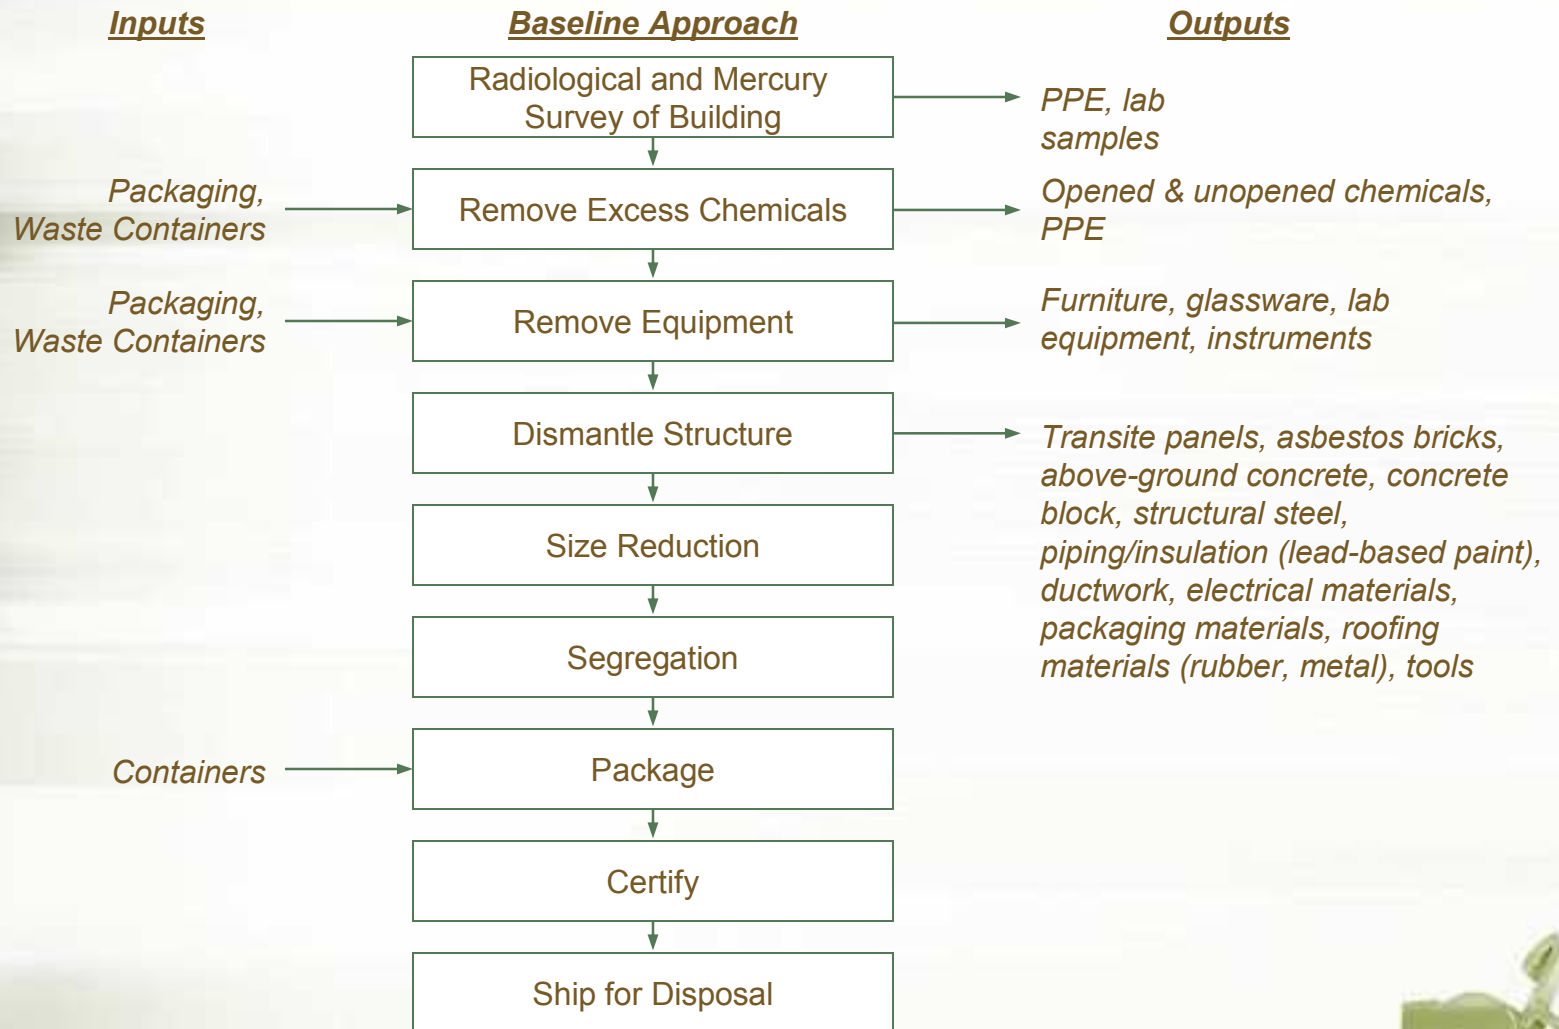 Inputs
Baseline Approach
Outputs
Radiological and Mercury
Survey of Building
PPE, lab
samples
Packaging,
Waste Containers
Remove Excess Chemicals
Opened & unopened chemicals,
PPE
Packaging,
Waste Containers
Remove Equipment
Furniture, glassware, lab
equipment, instruments
Dismantle Structure
Transite panels, asbestos bricks,
above-ground concrete, concrete
block, structural steel,
piping/insulation (lead-based paint),
ductwork, electrical materials,
packaging materials, roofing
materials (rubber, metal), tools
Size Reduction
Segregation
Containers
Package
Certify
Ship for Disposal